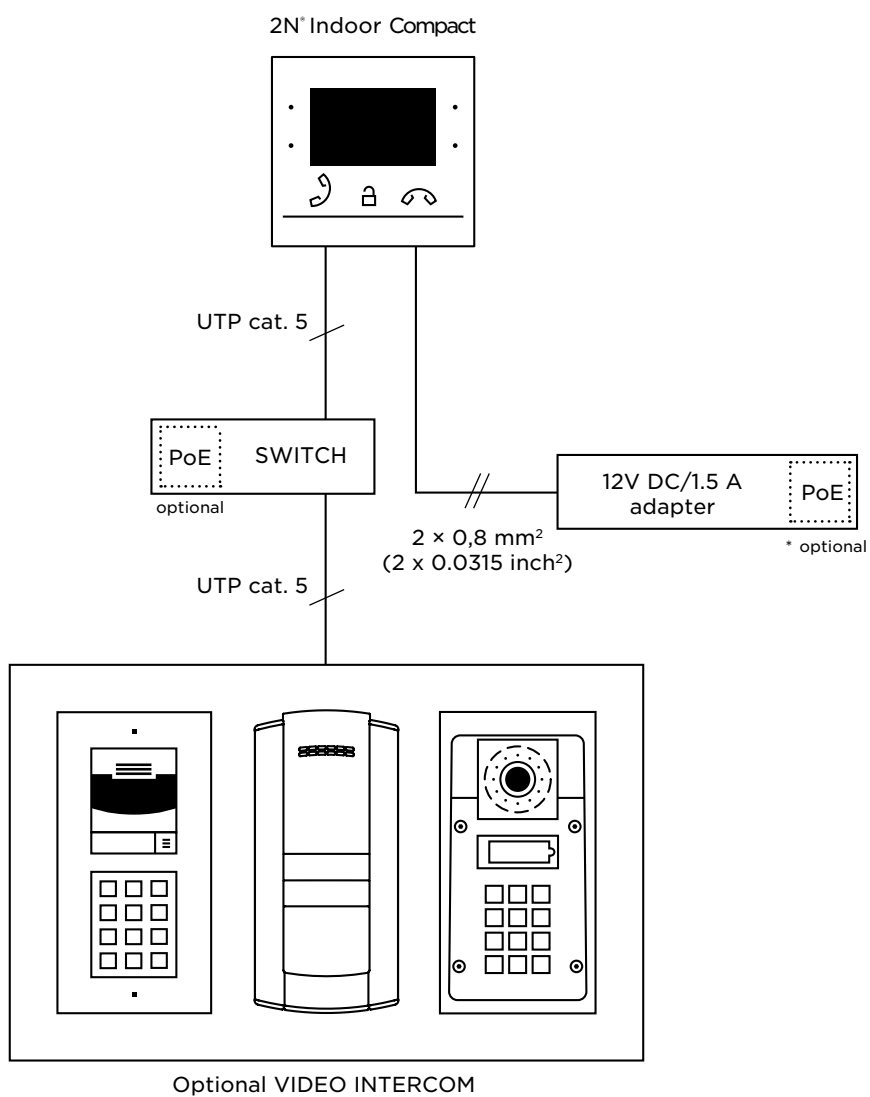 2N® Indoor Compact
UTP cat. 5
PoE
SWITCH
optional
12V DC/1.5 A
adapter
PoE
* optional
2 × 0,8 mm²
(2 x 0.0315 inch²)
UTP cat. 5
Optional VIDEO INTERCOM